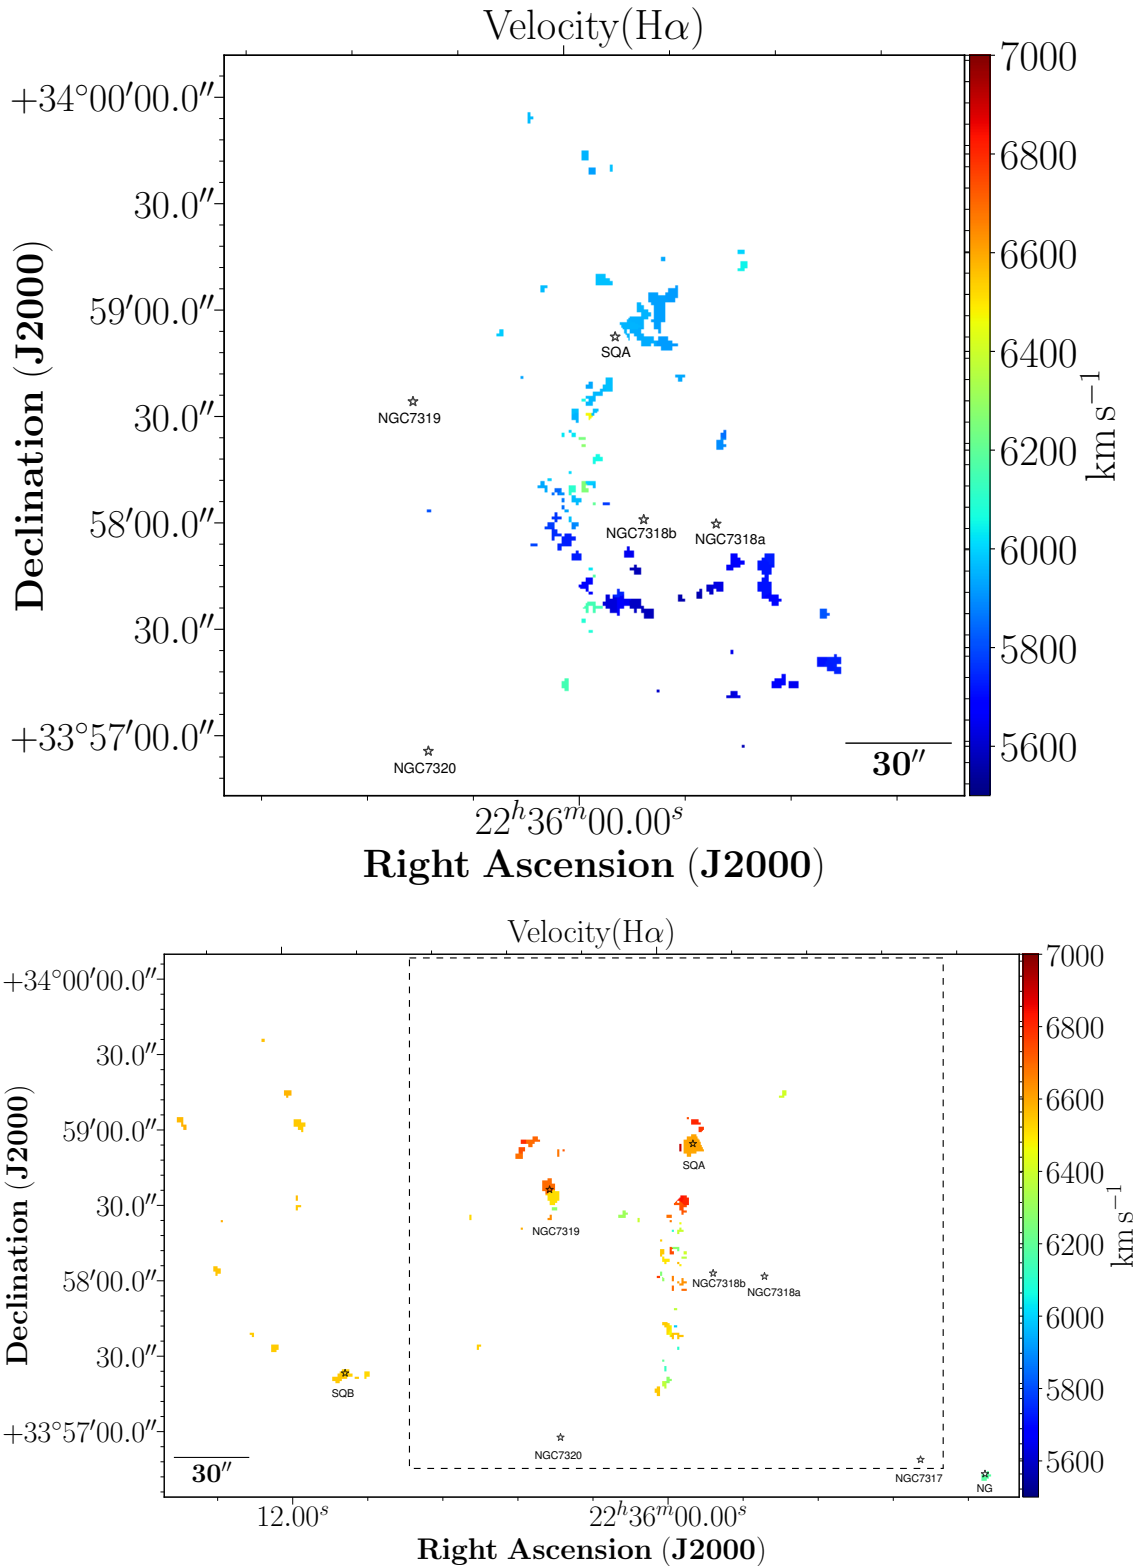 Velocity(Hα)
+34°00′00.0″
30.0″
59′00.0″
30.0″
58′00.0″
30.0″
+33°57′00.0″
Declination (J2000)
SQA
NGC7319
NGC7318b
NGC7318a
NGC7320
30″
22h36m00.00s
Right Ascension (J2000)
7000
6800
6600
6400
6200
6000
5800
5600
km s−1
Velocity(Hα)
+34°00′00.0″
30.0″
59′00.0″
30.0″
58′00.0″
30.0″
+33°57′00.0″
Declination (J2000)
SQA
NGC7319
NGC7318b
NGC7318a
SQB
NGC7320
NGC7317
NG
30″
12.00s
22h36m00.00s
Right Ascension (J2000)
7000
6800
6600
6400
6200
6000
5800
5600
km s−1